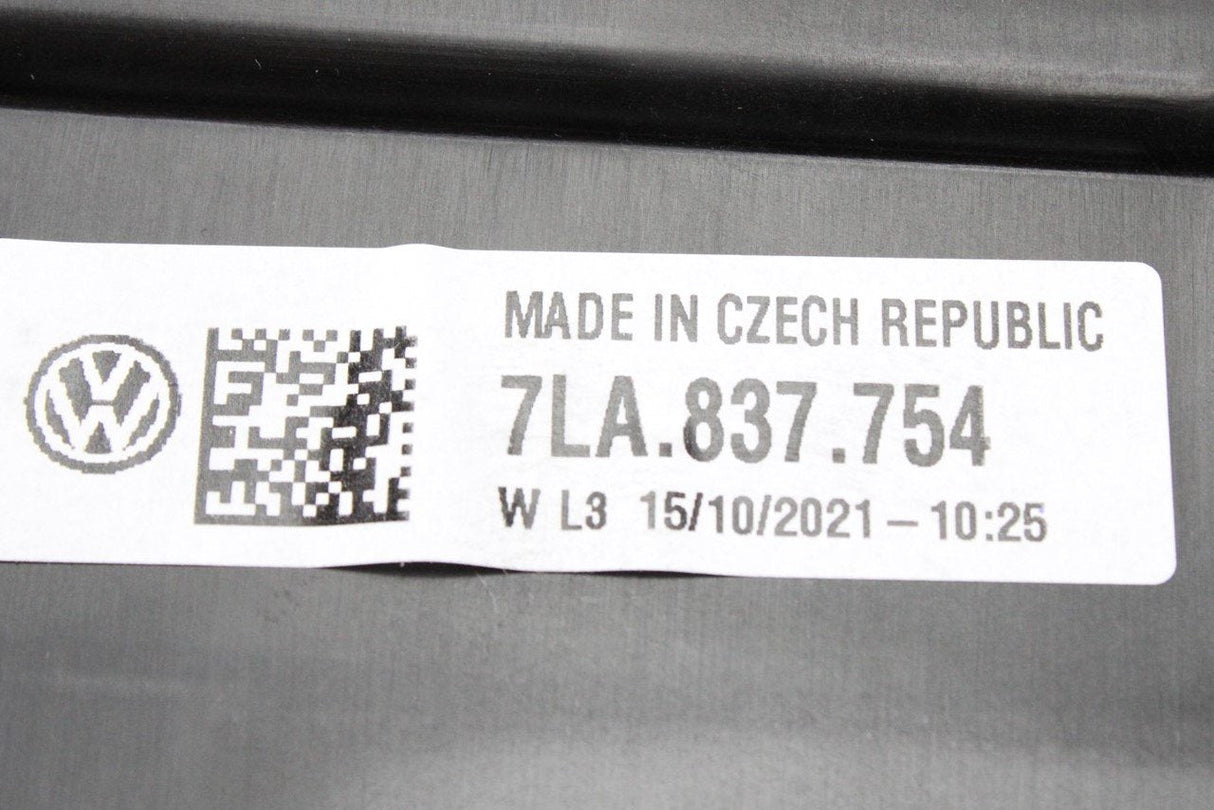 MADE IN CZECH REPUBLIC
7LA.837.754
W L3 15/10/2021 – 10:25